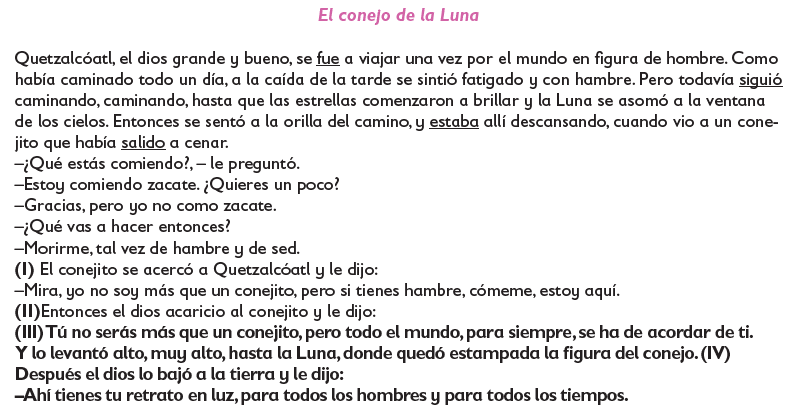 El conejo de la Luna
Quetzalcóatl, el dios grande y bueno, se fue a viajar una vez por el mundo en figura de hombre. Como
había caminado todo un día, a la caída de la tarde se sintió fatigado y con hambre. Pero todavía siguió
caminando, caminando, hasta que las estrellas comenzaron a brillar y la Luna se asomó a la ventana
de los cielos. Entonces se sentó a la orilla del camino, y estaba allí descansando, cuando vio a un cone-
jito que había salido a cenar.
–¿Qué estás comiendo?, – le preguntó.
–Estoy comiendo zacate. ¿Quieres un poco?
–Gracias, pero yo no como zacate.
–¿Qué vas a hacer entonces?
–Morirme, tal vez de hambre y de sed.
(I) El conejito se acercó a Quetzalcóatl y le dijo:
–Mira, yo no soy más que un conejito, pero si tienes hambre, cómeme, estoy aquí.
(II)Entonces el dios acaricio al conejito y le dijo:
(III) Tú no serás más que un conejito, pero todo el mundo, para siempre, se ha de acordar de ti.
Y lo levantó alto, muy alto, hasta la Luna, donde quedó estampada la figura del conejo. (IV)
Después el dios lo bajó a la tierra y le dijo:
–Ahí tienes tu retrato en luz, para todos los hombres y para todos los tiempos.